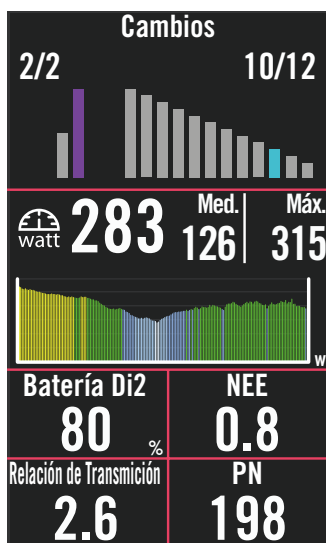 Cambios
2/2 10/12
watt 283 Med. 126 Máx. 315
W
Batería Di2 NEE
80 % 0.8
Relación de Transmición PN
2.6 198